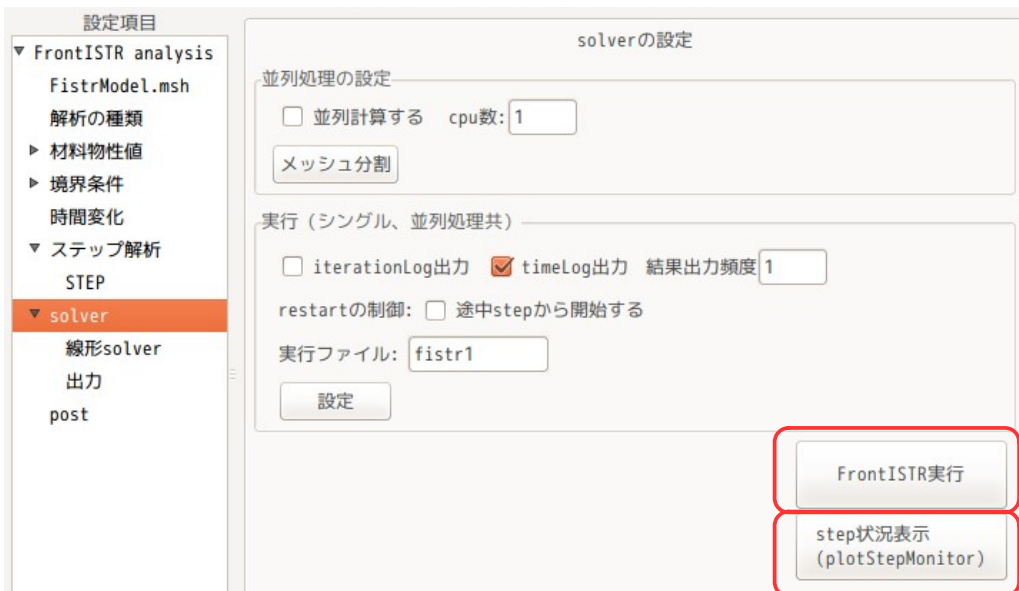 設定項目
FrontISTR analysis
FistrModel.msh
解析の種類
材料物性値
境界条件
時間変化
ステップ解析
STEP
solver
線形solver
出力
post
solverの設定
並列処理の設定
並列計算する cpu数: 1
メッシュ分割
実行 (シングル、並列処理共)
iterationLog出力 timeLog出力 結果出力頻度 1
restartの制御: 途中stepから開始する
実行ファイル: fistr1
設定
FrontISTR実行
step状況表示
(plotStepMonitor)